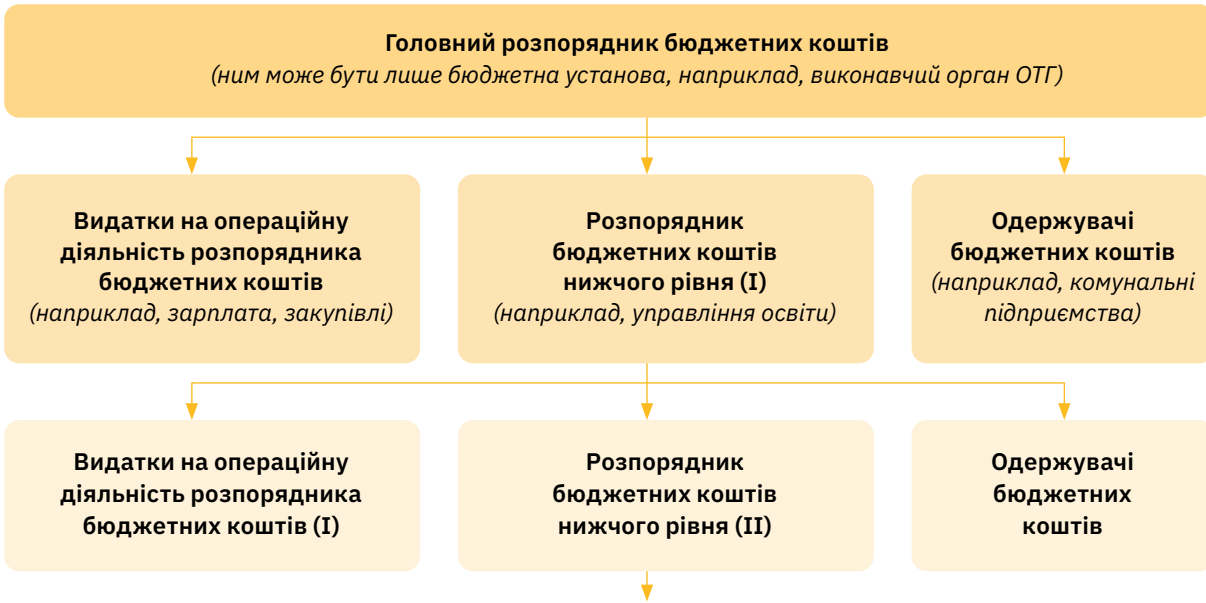 Головний розпорядник бюджетних коштів
(ним може бути лише бюджетна установа, наприклад, виконавчий орган ОТГ)
Видатки на операційну
діяльність розпорядника
бюджетних коштів
(наприклад, зарплата, закупівлі)
Розпорядник
бюджетних коштів
нижчого рівня (I)
(наприклад, управління освіти)
Одержувачі
бюджетних коштів
(наприклад, комунальні
підприємства)
Видатки на операційну
діяльність розпорядника
бюджетних коштів (I)
Розпорядник
бюджетних коштів
нижчого рівня (II)
Одержувачі
бюджетних
коштів